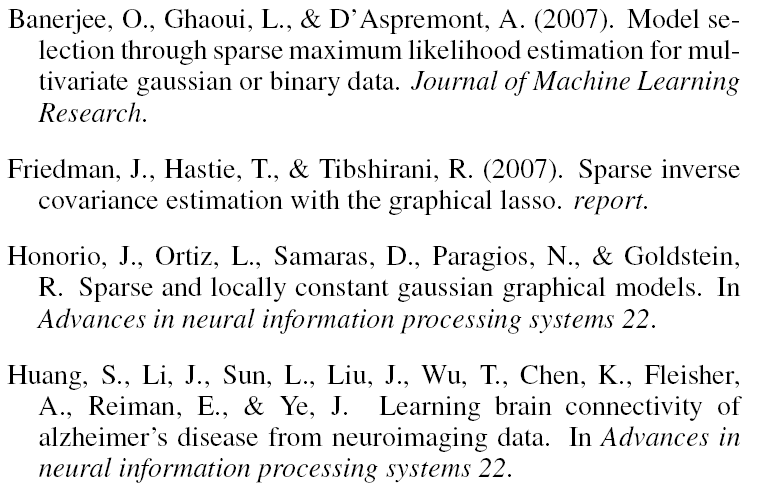 Banerjee, O., Ghaoui, L., & D'Aspremont, A. (2007). Model se-
lection through sparse maximum likelihood estimation for mul-
tivariate gaussian or binary data. Journal of Machine Learning
Research.
Friedman, J., Hastie, T., & Tibshirani, R. (2007). Sparse inverse
covariance estimation with the graphical lasso. report.
Honorio, J., Ortiz, L., Samaras, D., Paragios, N., & Goldstein,
R. Sparse and locally constant gaussian graphical models. In
Advances in neural information processing systems 22.
Huang, S., Li, J., Sun, L., Liu, J., Wu, T., Chen, K., Fleisher,
A., Reiman, E., & Ye, J. Learning brain connectivity of
alzheimer's disease from neuroimaging data. In Advances in
neural information processing systems 22.